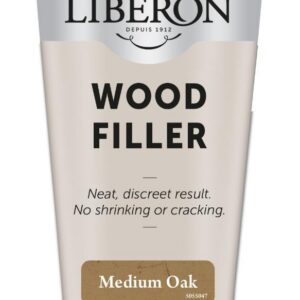 LIBERON
DEPUIS 1912
WOOD
FILLER
Neat, discreet result.
No shrinking or cracking.
Medium Oak